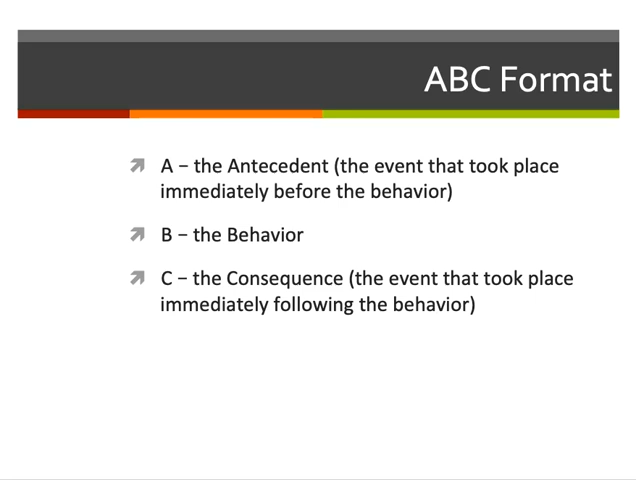 ABC Format
A – the Antecedent (the event that took place
immediately before the behavior)
B – the Behavior
C – the Consequence (the event that took place
immediately following the behavior)